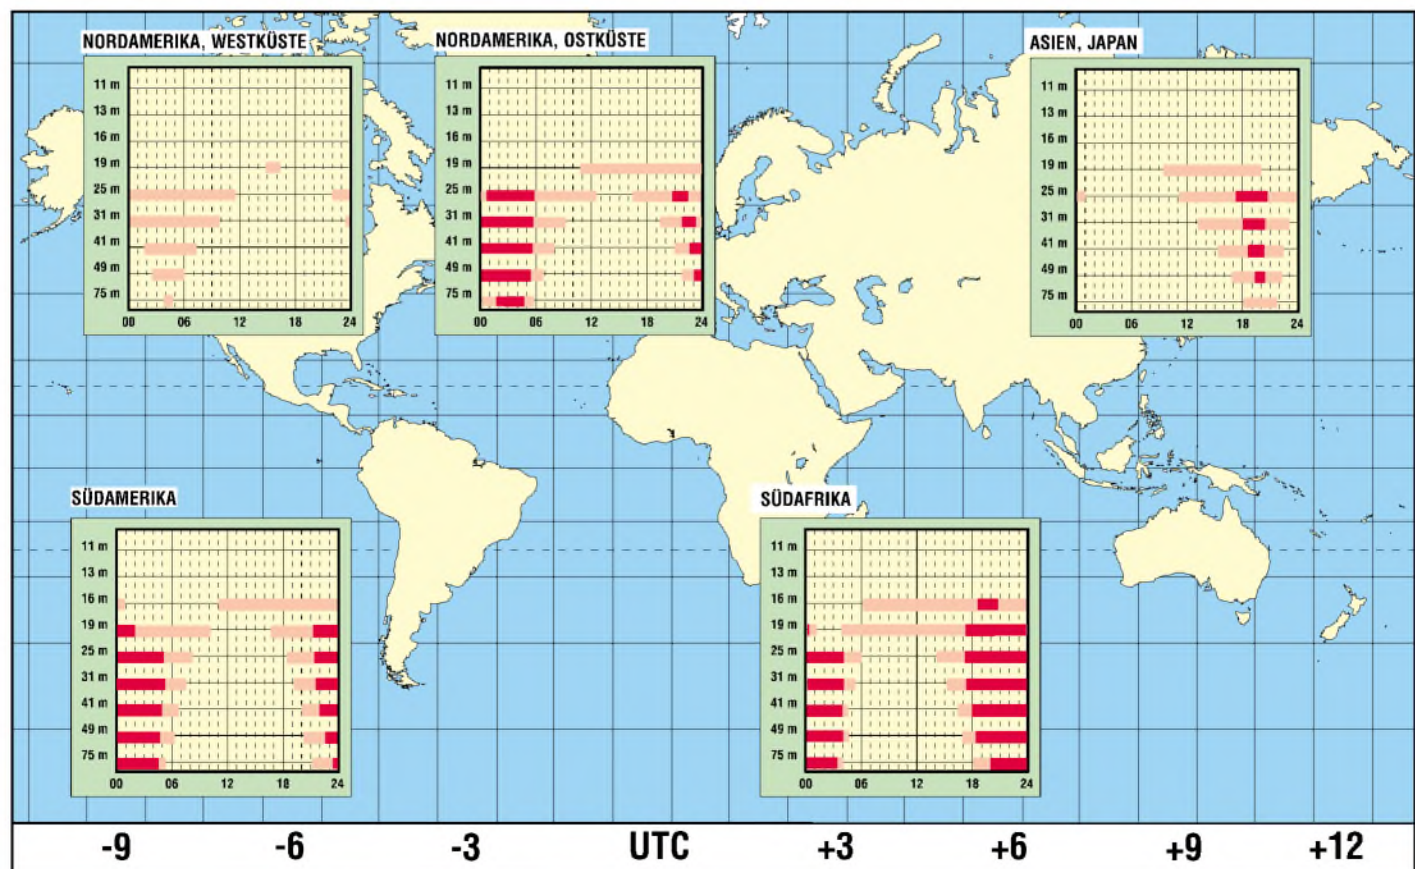 NORDAMERIKA, WESTKÜSTE
11 m
13 m
16 m
19 m
25 m
31 m
41 m
49 m
75 m
00 06 12 18 24
NORDAMERIKA, OSTKÜSTE
11 m
13 m
16 m
19 m
25 m
31 m
41 m
49 m
75 m
00 06 12 18 24
ASIEN, JAPAN
11 m
13 m
16 m
19 m
25 m
31 m
41 m
49 m
75 m
00 06 12 18 24
SÜDAMERIKA
11 m
13 m
16 m
19 m
25 m
31 m
41 m
49 m
75 m
00 06 12 18 24
SÜDAFRIKA
11 m
13 m
16 m
19 m
25 m
31 m
41 m
49 m
75 m
00 06 12 18 24
-9 -6 -3 UTC +3 +6 +9 +12